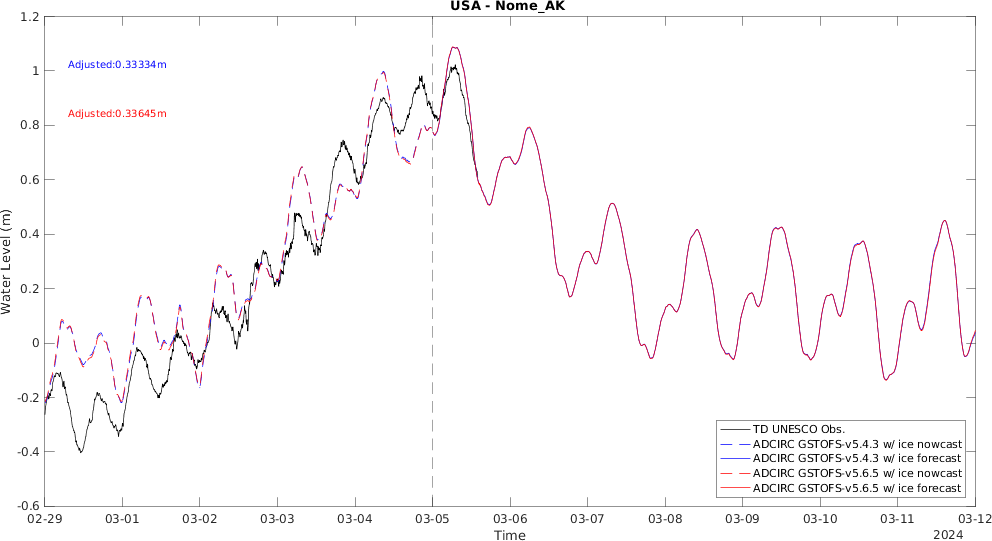 USA - Nome_AK
1.2
1
0.8
0.6
0.4
0.2
0
-0.2
-0.4
-0.6
Water Level (m)
Adjusted:0.33334m
Adjusted:0.33645m
TD UNESCO Obs.
ADCIRC GSTOFS-v5.4.3 w/ ice nowcast
ADCIRC GSTOFS-v5.4.3 w/ ice forecast
ADCIRC GSTOFS-v5.6.5 w/ ice nowcast
ADCIRC GSTOFS-v5.6.5 w/ ice forecast
02-29 03-01 03-02 03-03 03-04 03-05 03-06 03-07 03-08 03-09 03-10 03-11 03-12
Time
2024